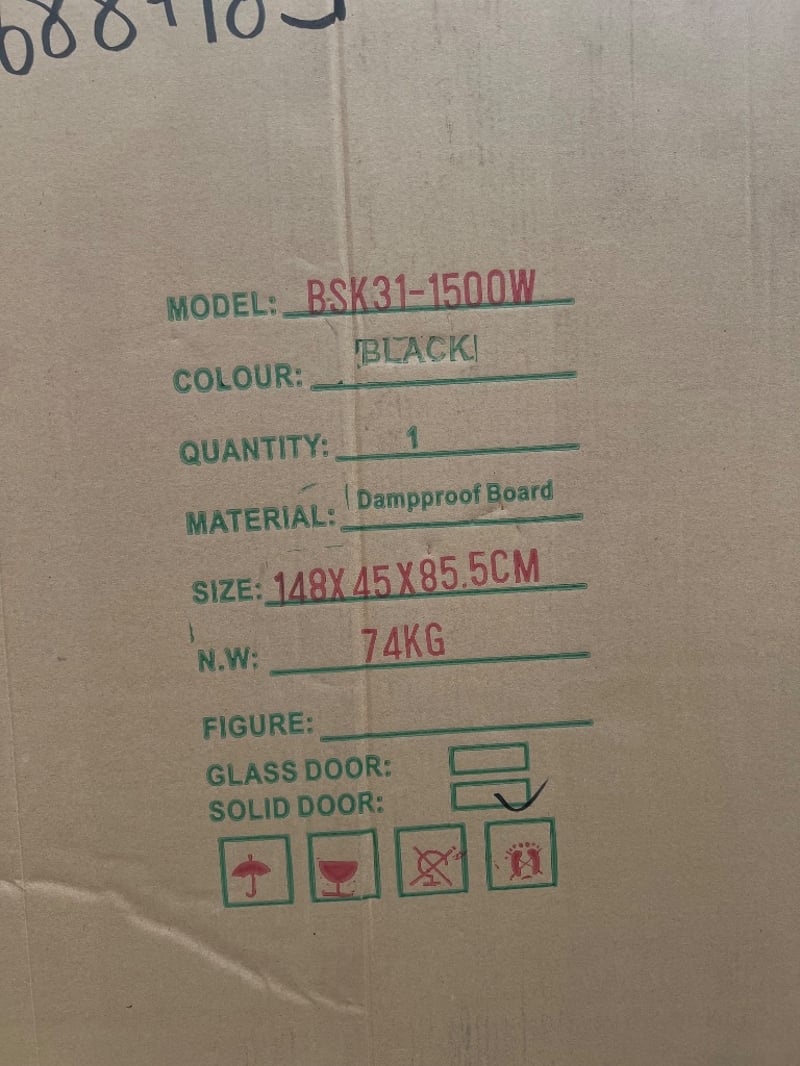 MODEL: BSK31-1500W
COLOUR: BLACK
QUANTITY: 1
MATERIAL: Dampproof Board
SIZE: 148X45X85.5CM
N.W: 74KG
FIGURE:
GLASS DOOR:
SOLID DOOR: